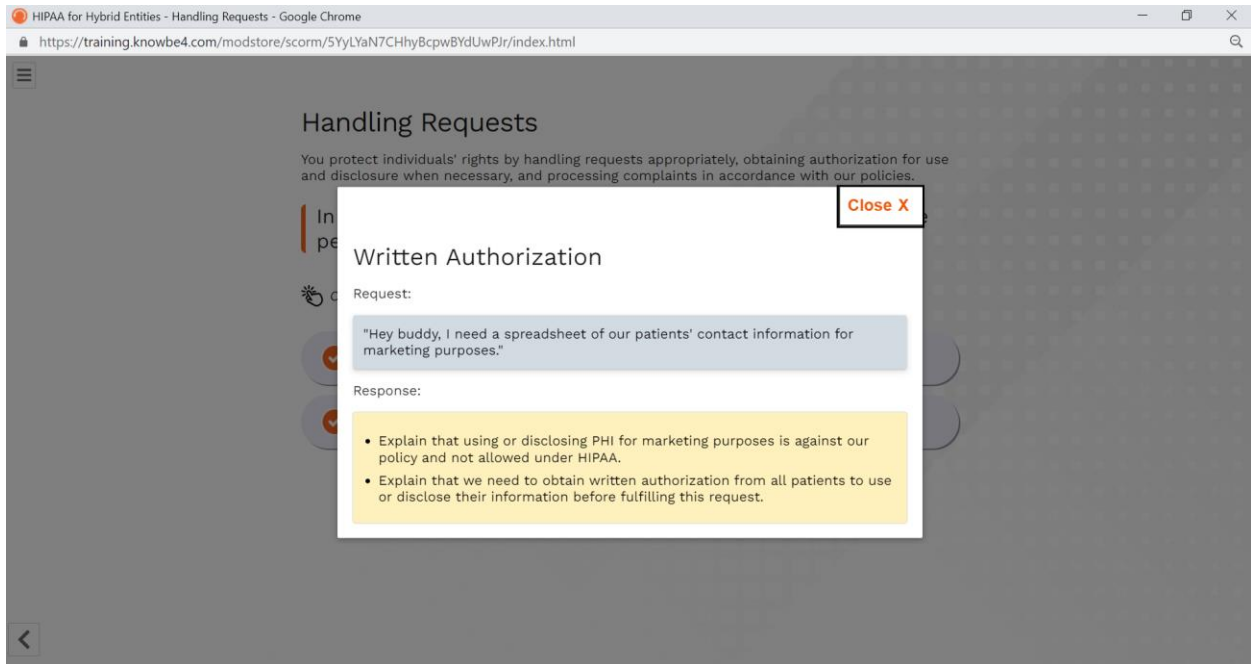 HIPAA for Hybrid Entities - Handling Requests - Google Chrome
https://training.knowbe4.com/modstore/scorm/5YyLYaN7CHhyBcpwBYdUwPJr/index.html
Handling Requests
You protect individuals' rights by handling requests appropriately, obtaining authorization for use
and disclosure when necessary, and processing complaints in accordance with our policies.
In
pe
Close X
Written Authorization
Request:
"Hey buddy, I need a spreadsheet of our patients' contact information for
marketing purposes."
Response:
• Explain that using or disclosing PHI for marketing purposes is against our
policy and not allowed under HIPAA.
• Explain that we need to obtain written authorization from all patients to use
or disclose their information before fulfilling this request.